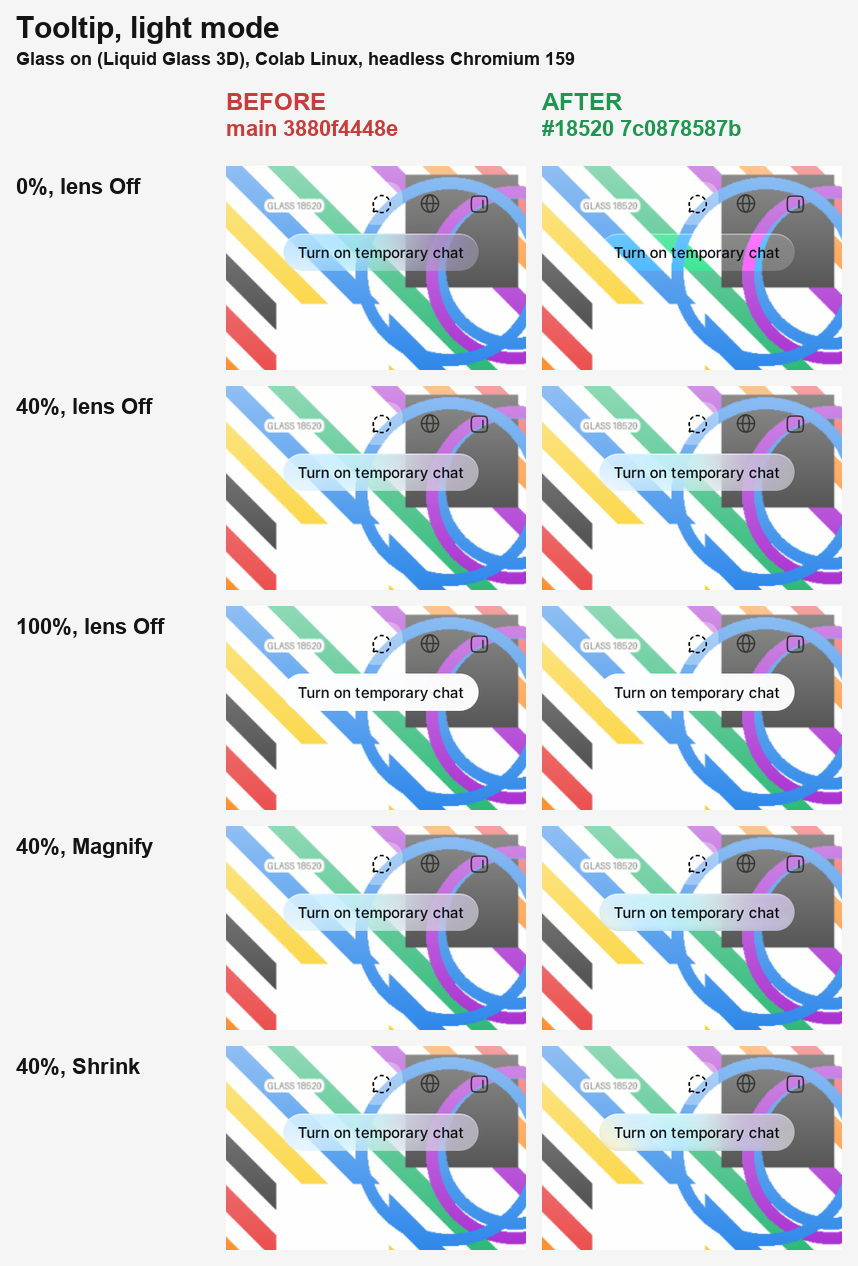 Tooltip, light mode
Glass on (Liquid Glass 3D), Colab Linux, headless Chromium 159
BEFORE
main 3880f4448e
AFTER
#18520 7c0878587b
0%, lens Off
GLASS 18520
Turn on temporary chat
GLASS 18520
Turn on temporary chat
40%, lens Off
GLASS 18520
Turn on temporary chat
GLASS 18520
Turn on temporary chat
100%, lens Off
GLASS 18520
Turn on temporary chat
GLASS 18520
Turn on temporary chat
40%, Magnify
GLASS 18520
Turn on temporary chat
GLASS 18520
Turn on temporary chat
40%, Shrink
GLASS 18520
Turn on temporary chat
GLASS 18520
Turn on temporary chat